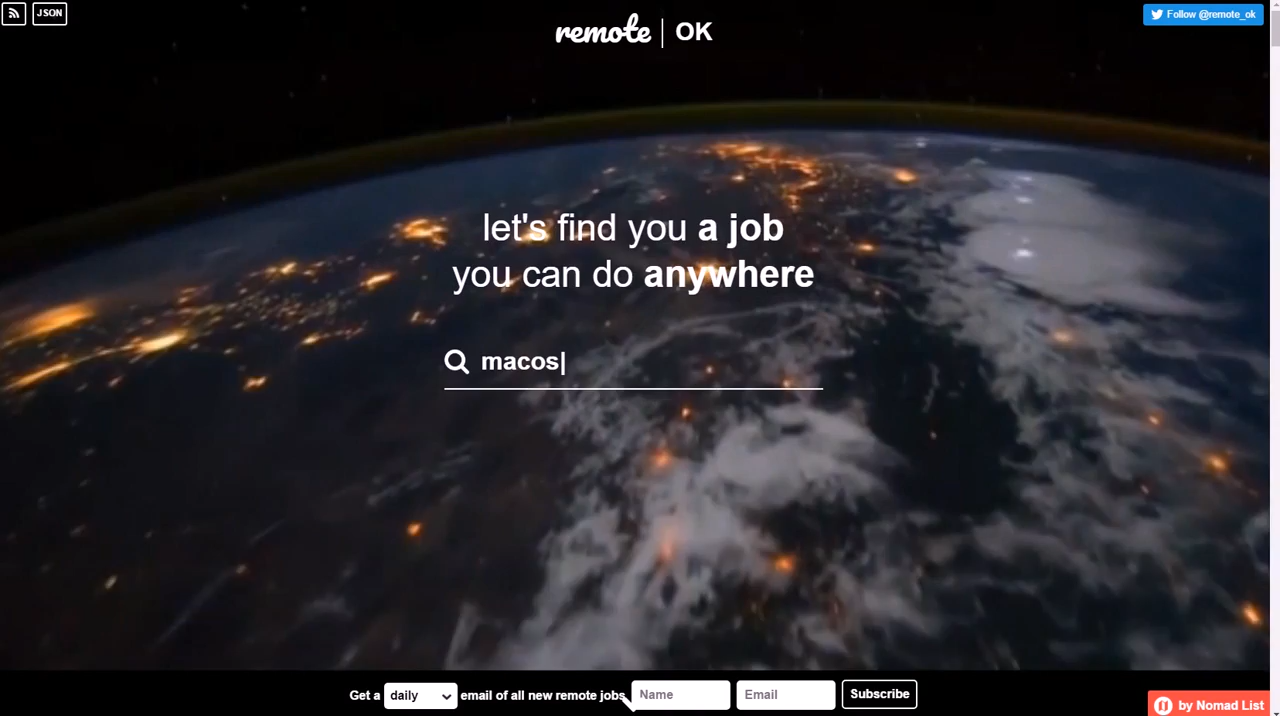 JSON
remote | OK
Follow @remote_ok
let's find you a job
you can do anywhere
macos
Get a daily email of all new remote jobs Name Email Subscribe
by Nomad List